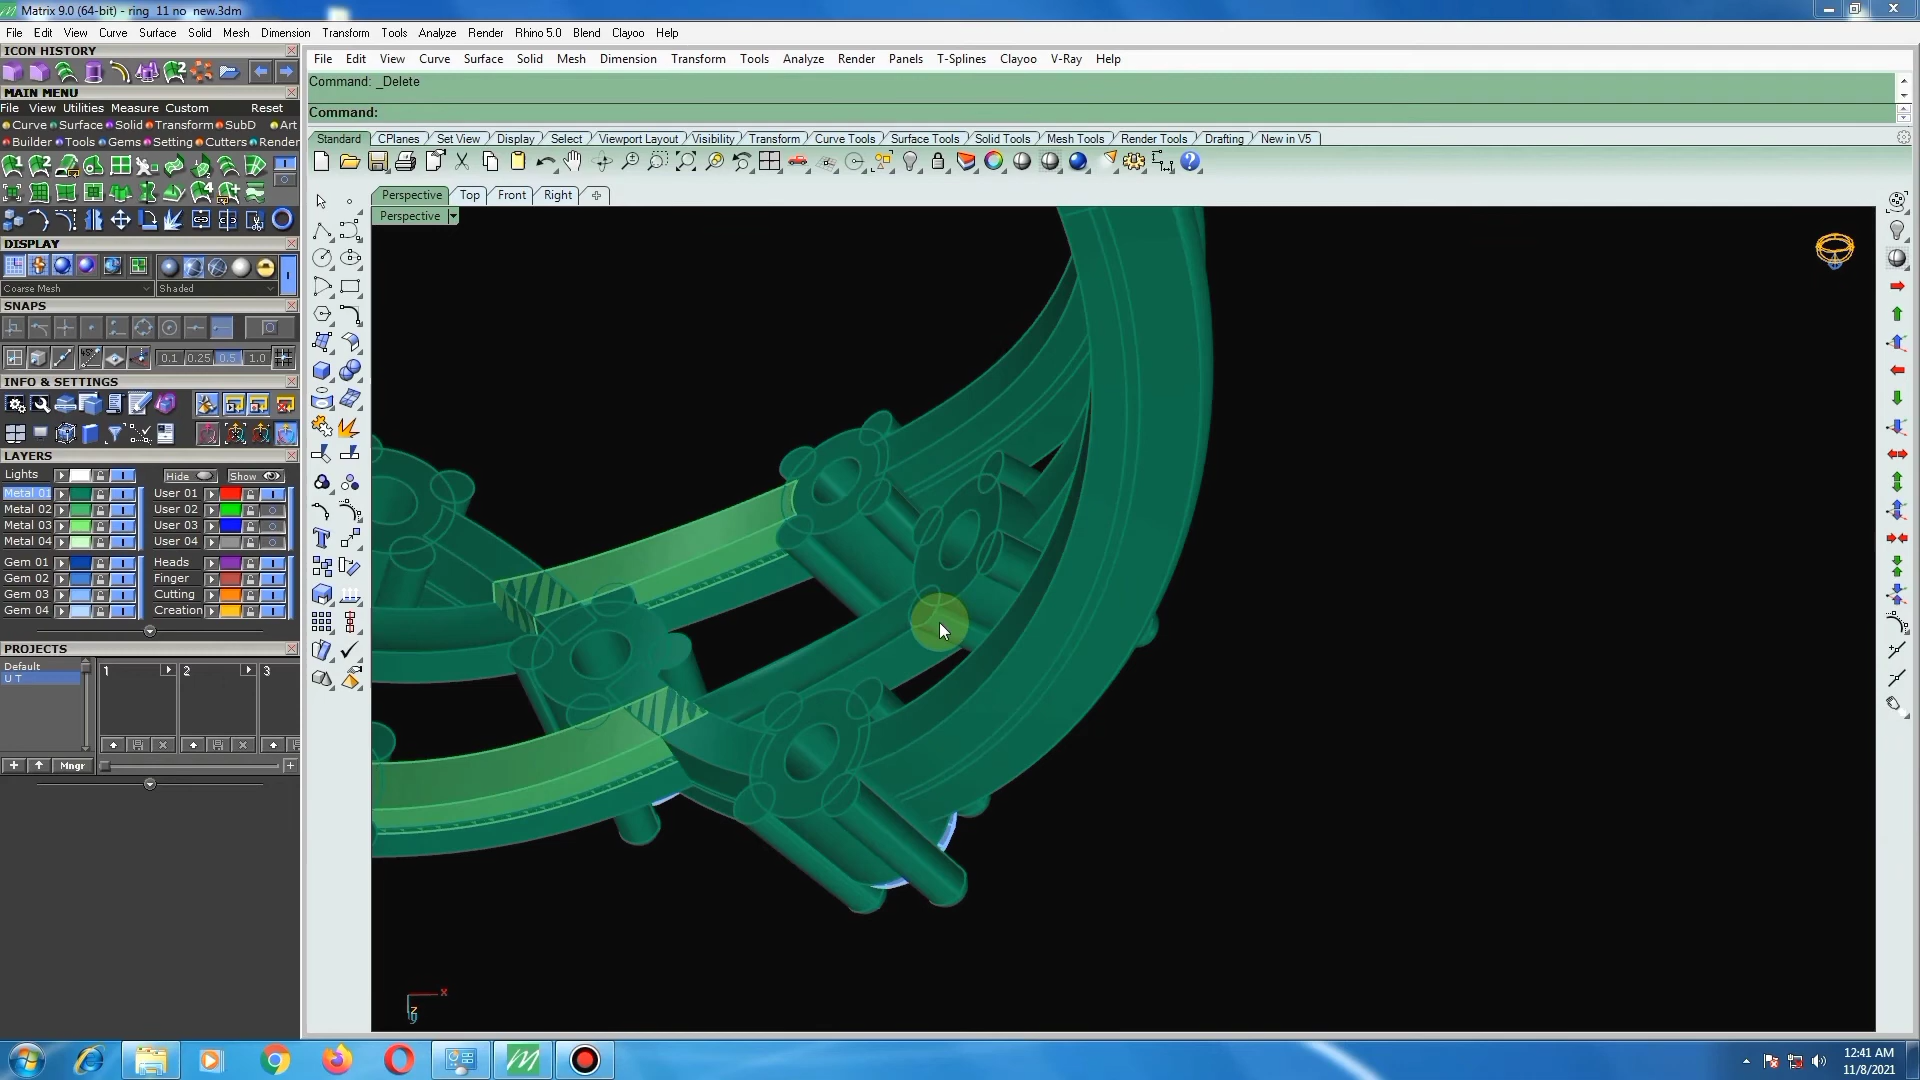 Matrix 9.0 (64-bit) - ring  11 no  new.3dm
File Edit View Curve Surface Solid Mesh Dimension Transform Tools Analyze Render Rhino 5.0 Blend Clayoo Help
ICON HISTORY
MAIN MENU
File View Utilities Measure Custom Reset
Curve Surface Solid Transform SubD Art
Builder Tools Gems Setting Cutters Render
DISPLAY
Coarse Mesh Shaded
SNAPS
0.1 0.25 0.5 1.0
INFO & SETTINGS
LAYERS
Lights Hide Show
Metal 01 User 01
Metal 02 User 02
Metal 03 User 03
Metal 04 User 04
Gem 01 Heads
Gem 02 Finger
Gem 03 Cutting
Gem 04 Creation
PROJECTS
Default
U T
1 2 3
Mngr
File Edit View Curve Surface Solid Mesh Dimension Transform Tools Analyze Render Panels T-Splines Clayoo V-Ray Help
Command: _Delete
Command:
Standard CPlanes Set View Display Select Viewport Layout Visibility Transform Curve Tools Surface Tools Solid Tools Mesh Tools Render Tools Drafting New in V5
Perspective Top Front Right
Perspective
x
z
y
12:41 AM
11/8/2021